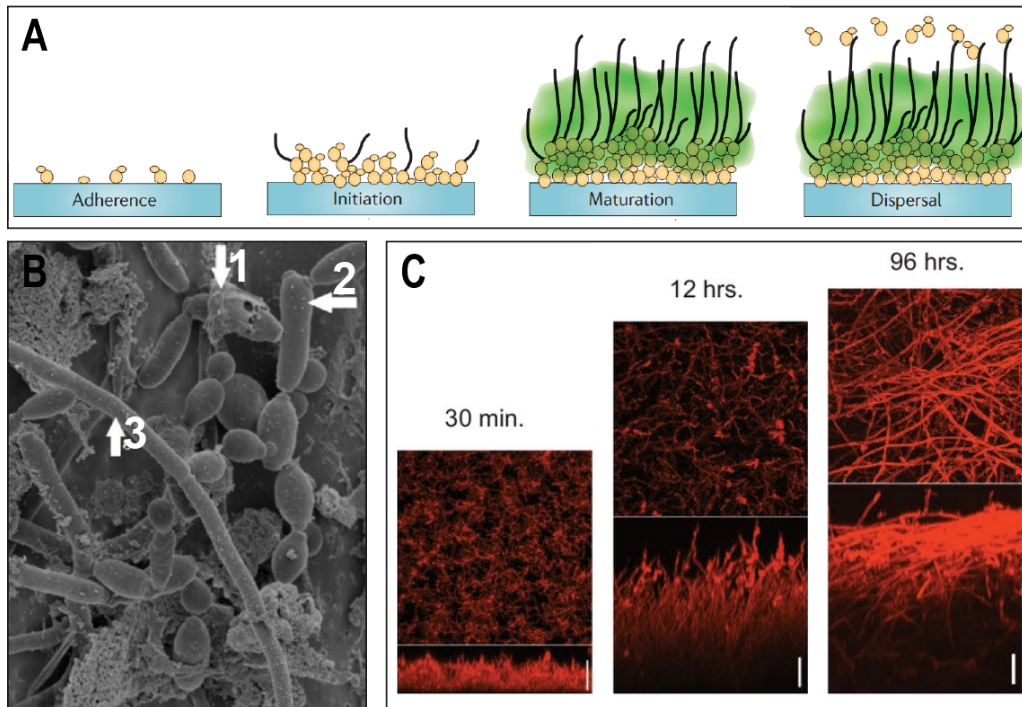 A
Adherence
Initiation
Maturation
Dispersal
B
1
2
3
C
30 min.
12 hrs.
96 hrs.